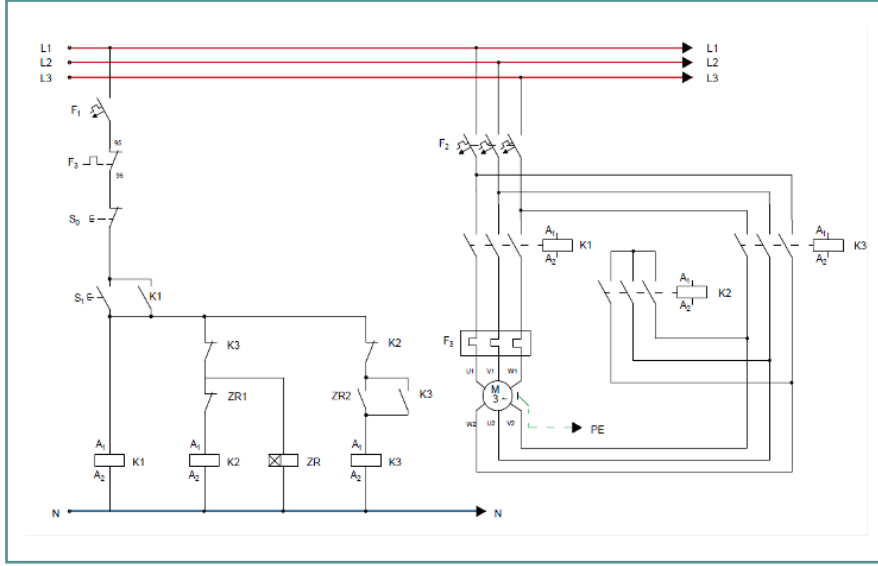 L1 L1
L2 L2
L3 L3
F1
95
F3
96
F2
S0
A1 K1 A1 K3
A2 A2
S1 K1
A1 K2
A2
K3 K2
F3
U1 V1 W1
M
3 ~
ZR1 ZR2 K3
W2 U2 V2
PE
A1 K1 A1 K2 ZR A1 K3
A2 A2 A2
N N